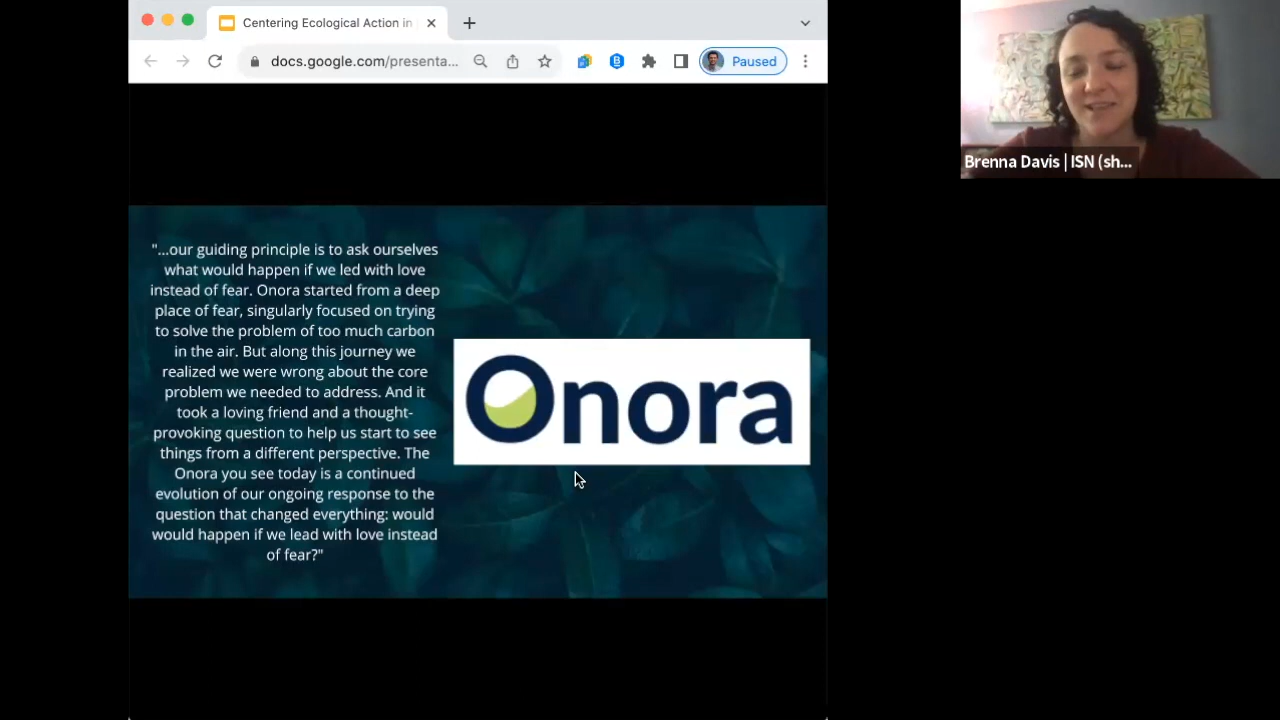 Centering Ecological Action in
docs.google.com/presenta...
Paused
Brenna Davis | ISN (sh...
"...our guiding principle is to ask ourselves
what would happen if we led with love
instead of fear. Onora started from a deep
place of fear, singularly focused on trying
to solve the problem of too much carbon
in the air. But along this journey we
realized we were wrong about the core
problem we needed to address. And it
took a loving friend and a thought-
provoking question to help us start to see
things from a different perspective. The
Onora you see today is a continued
evolution of our ongoing response to the
question that changed everything: would
would happen if we lead with love instead
of fear?"
Onora